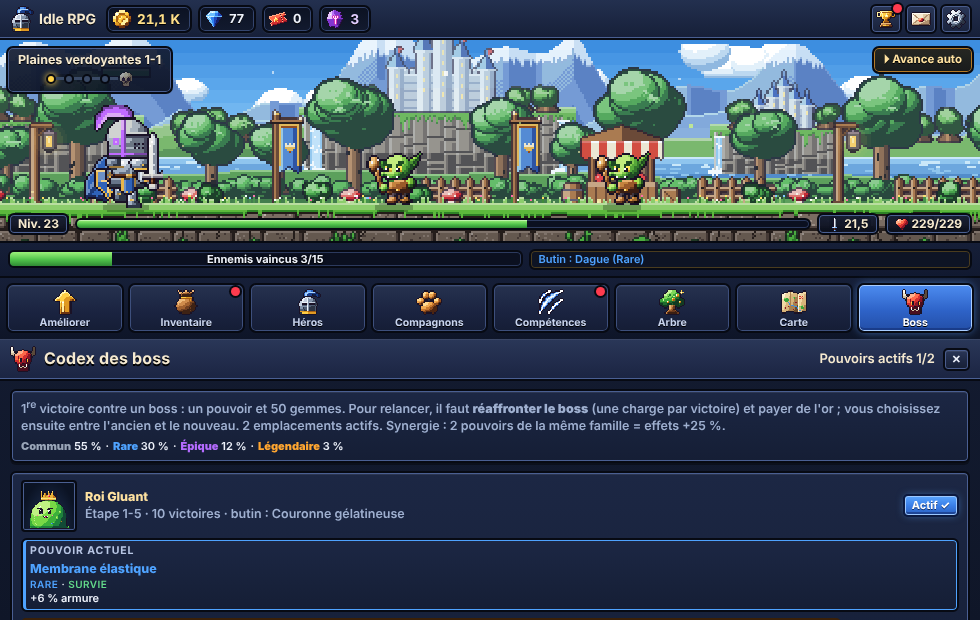 Idle RPG
21,1 K
77
0
3
Plaines verdoyantes 1-1
Avance auto
Niv. 23
21,5
229/229
Ennemis vaincus 3/15
Butin : Dague (Rare)
Améliorer
Inventaire
Héros
Compagnons
Compétences
Arbre
Carte
Boss
Codex des boss
Pouvoirs actifs 1/2
1re victoire contre un boss : un pouvoir et 50 gemmes. Pour relancer, il faut réaffronter le boss (une charge par victoire) et payer de l'or ; vous choisissez
ensuite entre l'ancien et le nouveau. 2 emplacements actifs. Synergie : 2 pouvoirs de la même famille = effets +25 %.
Commun 55 % · Rare 30 % · Épique 12 % · Légendaire 3 %
Roi Gluant
Étape 1-5 · 10 victoires · butin : Couronne gélatineuse
Actif ✓
POUVOIR ACTUEL
Membrane élastique
RARE · SURVIE
+6 % armure